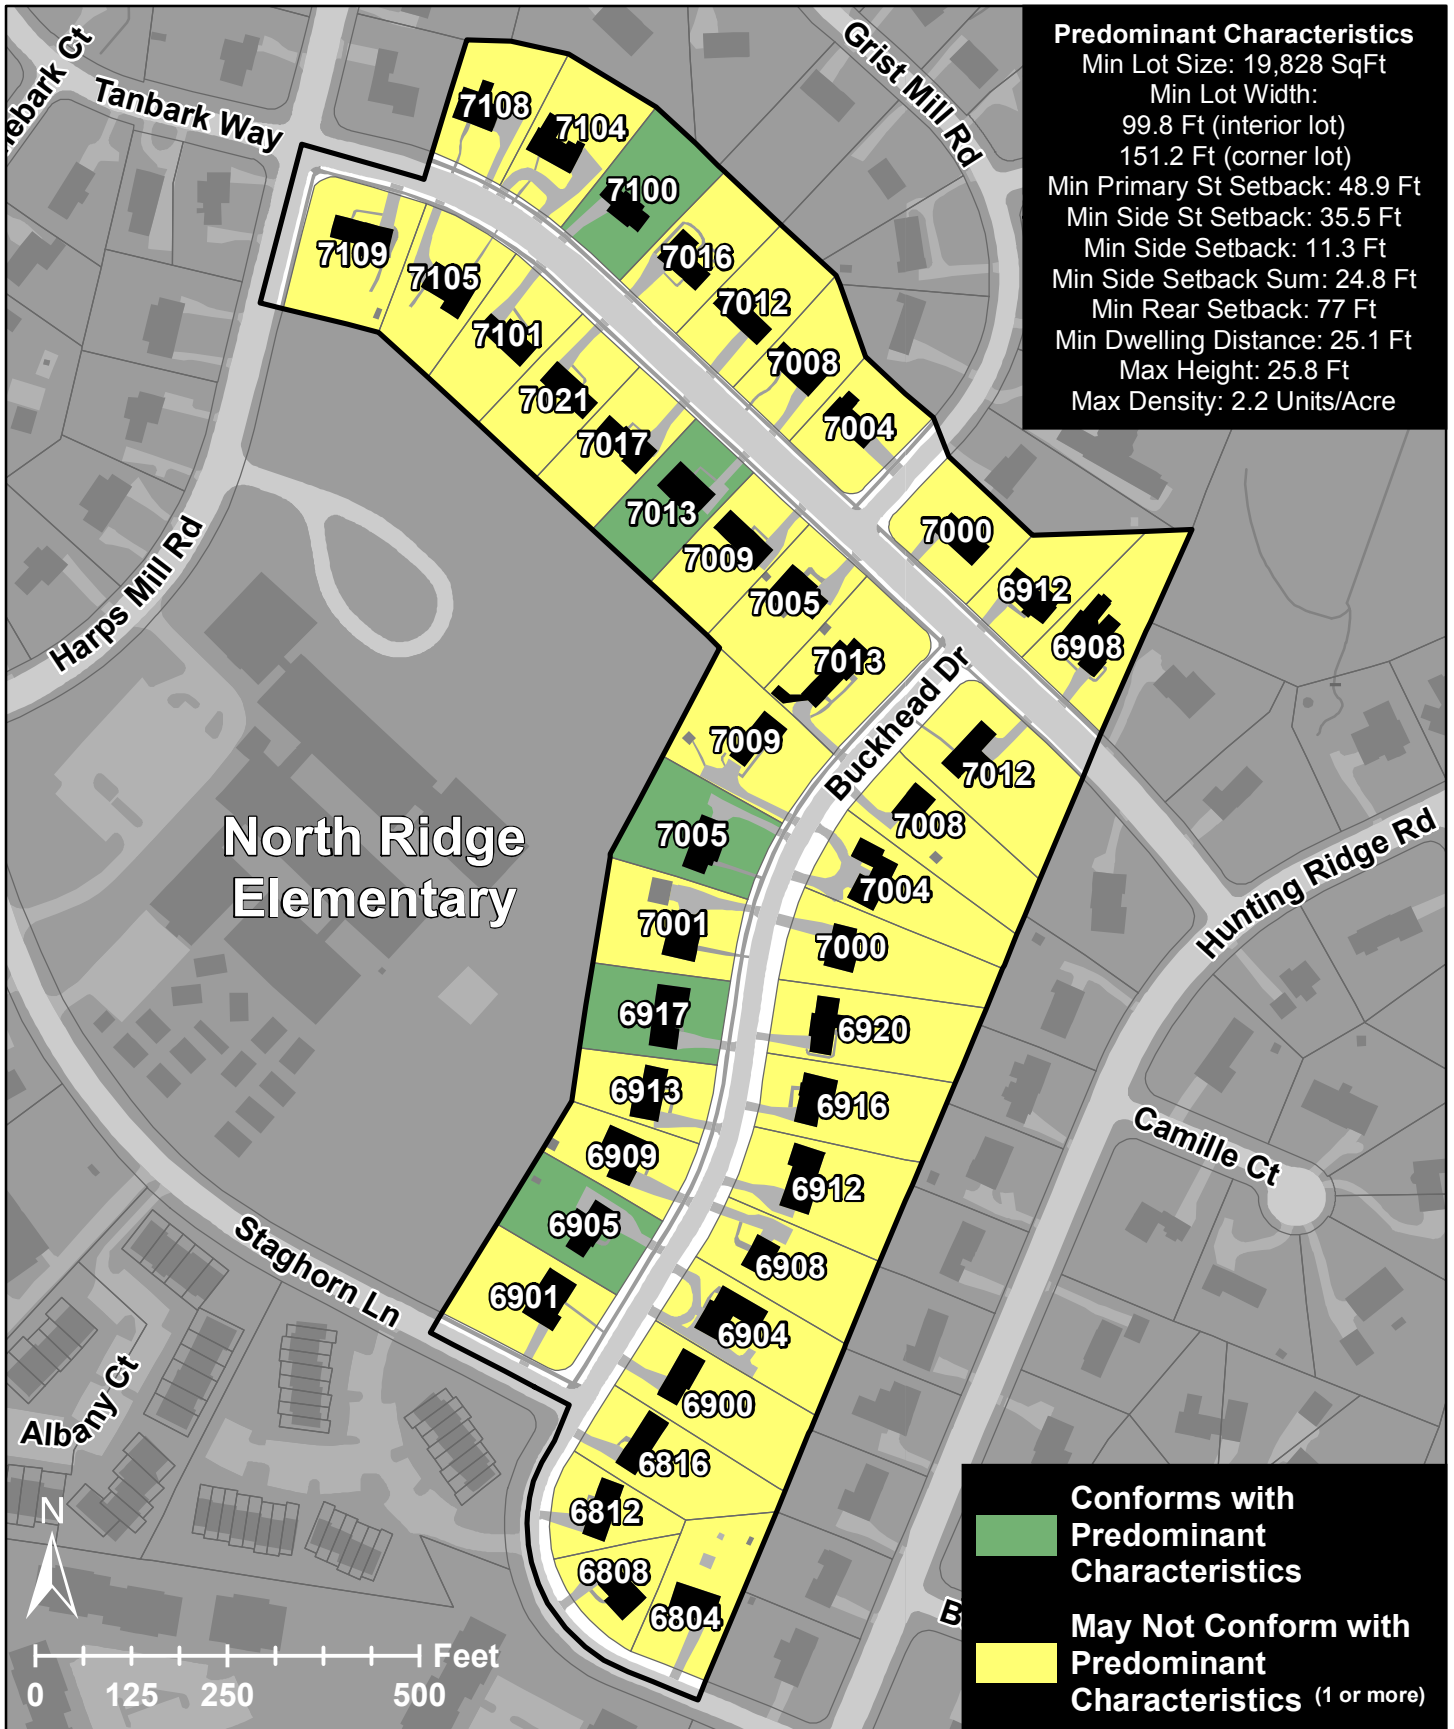 Predominant Characteristics
Min Lot Size: 19,828 SqFt
Min Lot Width:
99.8 Ft (interior lot)
151.2 Ft (corner lot)
Min Primary St Setback: 48.9 Ft
Min Side St Setback: 35.5 Ft
Min Side Setback: 11.3 Ft
Min Side Setback Sum: 24.8 Ft
Min Rear Setback: 77 Ft
Min Dwelling Distance: 25.1 Ft
Max Height: 25.8 Ft
Max Density: 2.2 Units/Acre
Grist Mill Rd
Tanbark Way
ebark Ct
7108
7104
7100
7109
7105
7016
7012
7101
7008
7021
7004
7017
7013
7009
7000
7005
6912
6908
7013
Harps Mill Rd
Buckhead Dr
7009
7012
7008
7005
7004
North Ridge
Elementary
Hunting Ridge Rd
7001
7000
6917
6920
6913
6916
Camille Ct
6909
6912
6905
6908
Staghorn Ln
6901
6904
6900
Albany Ct
6816
6812
6808
6804
B
N
Feet
0 125 250 500
Conforms with
Predominant
Characteristics
May Not Conform with
Predominant
Characteristics (1 or more)